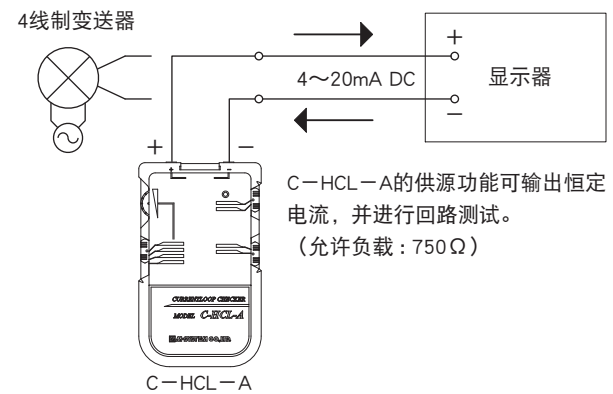 4线制变送器
+
4～20mA DC
显示器
−
+
−
C−HCL−A的供源功能可输出恒定
电流，并进行回路测试。
（允许负载：750Ω）
CURRENTLOOP CHECKER
MODEL C-HCL-A
C−HCL−A